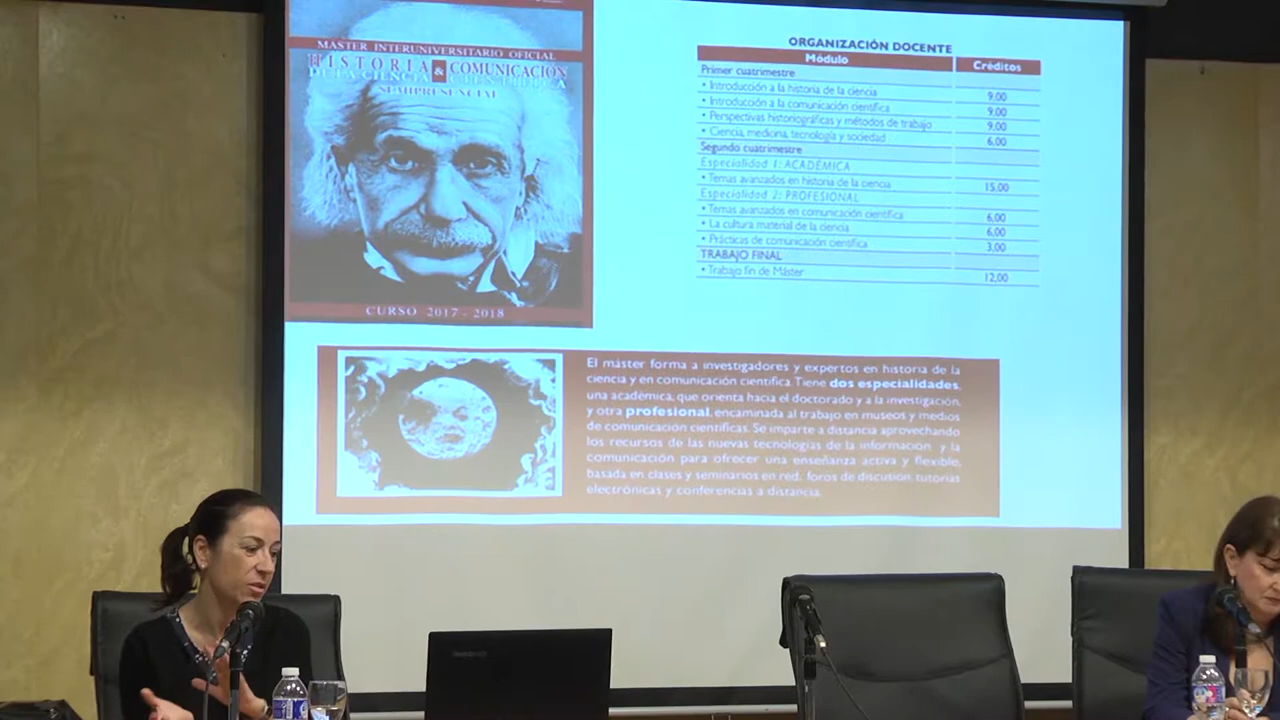 MASTER INTERUNIVERSITARIO OFICIAL
HISTORIA & COMUNICACIÓN
DE LA CIENCIA CIENTÍFICA
SEMIPRESENCIAL
CURSO 2017 - 2018
ORGANIZACIÓN DOCENTE
Módulo Créditos
Primer cuatrimestre
• Introducción a la historia de la ciencia 9,00
• Introducción a la comunicación científica 9,00
• Perspectivas historiográficas y métodos de trabajo 9,00
• Ciencia, medicina, tecnología y sociedad 6,00
Segundo cuatrimestre
Especialidad 1: ACADÉMICA
• Temas avanzados en historia de la ciencia 15,00
Especialidad 2: PROFESIONAL
• Temas avanzados en comunicación científica 6,00
• La cultura material de la ciencia 6,00
• Prácticas de comunicación científica 3,00
TRABAJO FINAL
• Trabajo fin de Máster 12,00
El máster forma a investigadores y expertos en historia de la
ciencia y en comunicación científica. Tiene dos especialidades,
una académica, que orienta hacia el doctorado y a la investigación,
y otra profesional, encaminada al trabajo en museos y medios
de comunicación científicas. Se imparte a distancia aprovechando
los recursos de las nuevas tecnologías de la información y la
comunicación para ofrecer una enseñanza activa y flexible,
basada en clases y seminarios en red, foros de discusión, tutorías
electrónicas y conferencias a distancia.